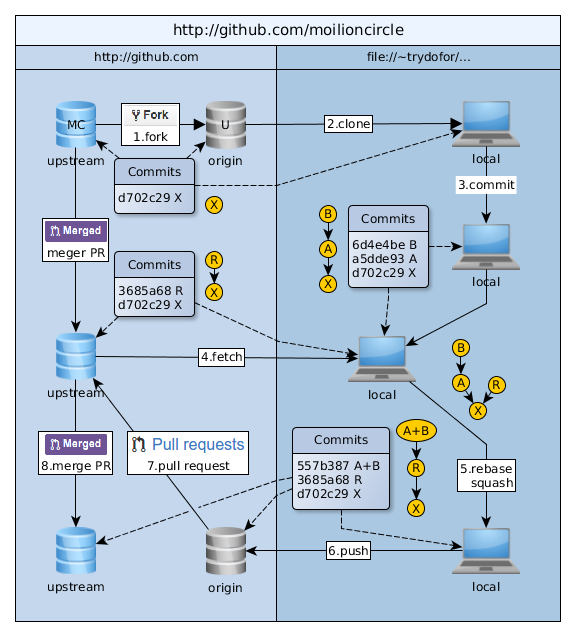 http://github.com/moilioncircle
http://github.com
file://~trydofor/...
MC
Fork
1.fork
U
2.clone
upstream
origin
local
Commits
d702c29 X
X
3.commit
Merged
meger PR
Commits
3685a68 R
d702c29 X
R
X
B
A
X
Commits
6d4e4be B
a5dde93 A
d702c29 X
local
upstream
4.fetch
local
B
A
R
X
Merged
8.merge PR
Pull requests
7.pull request
Commits
557b387 A+B
3685a68 R
d702c29 X
A+B
R
X
5.rebase
squash
6.push
upstream
origin
local